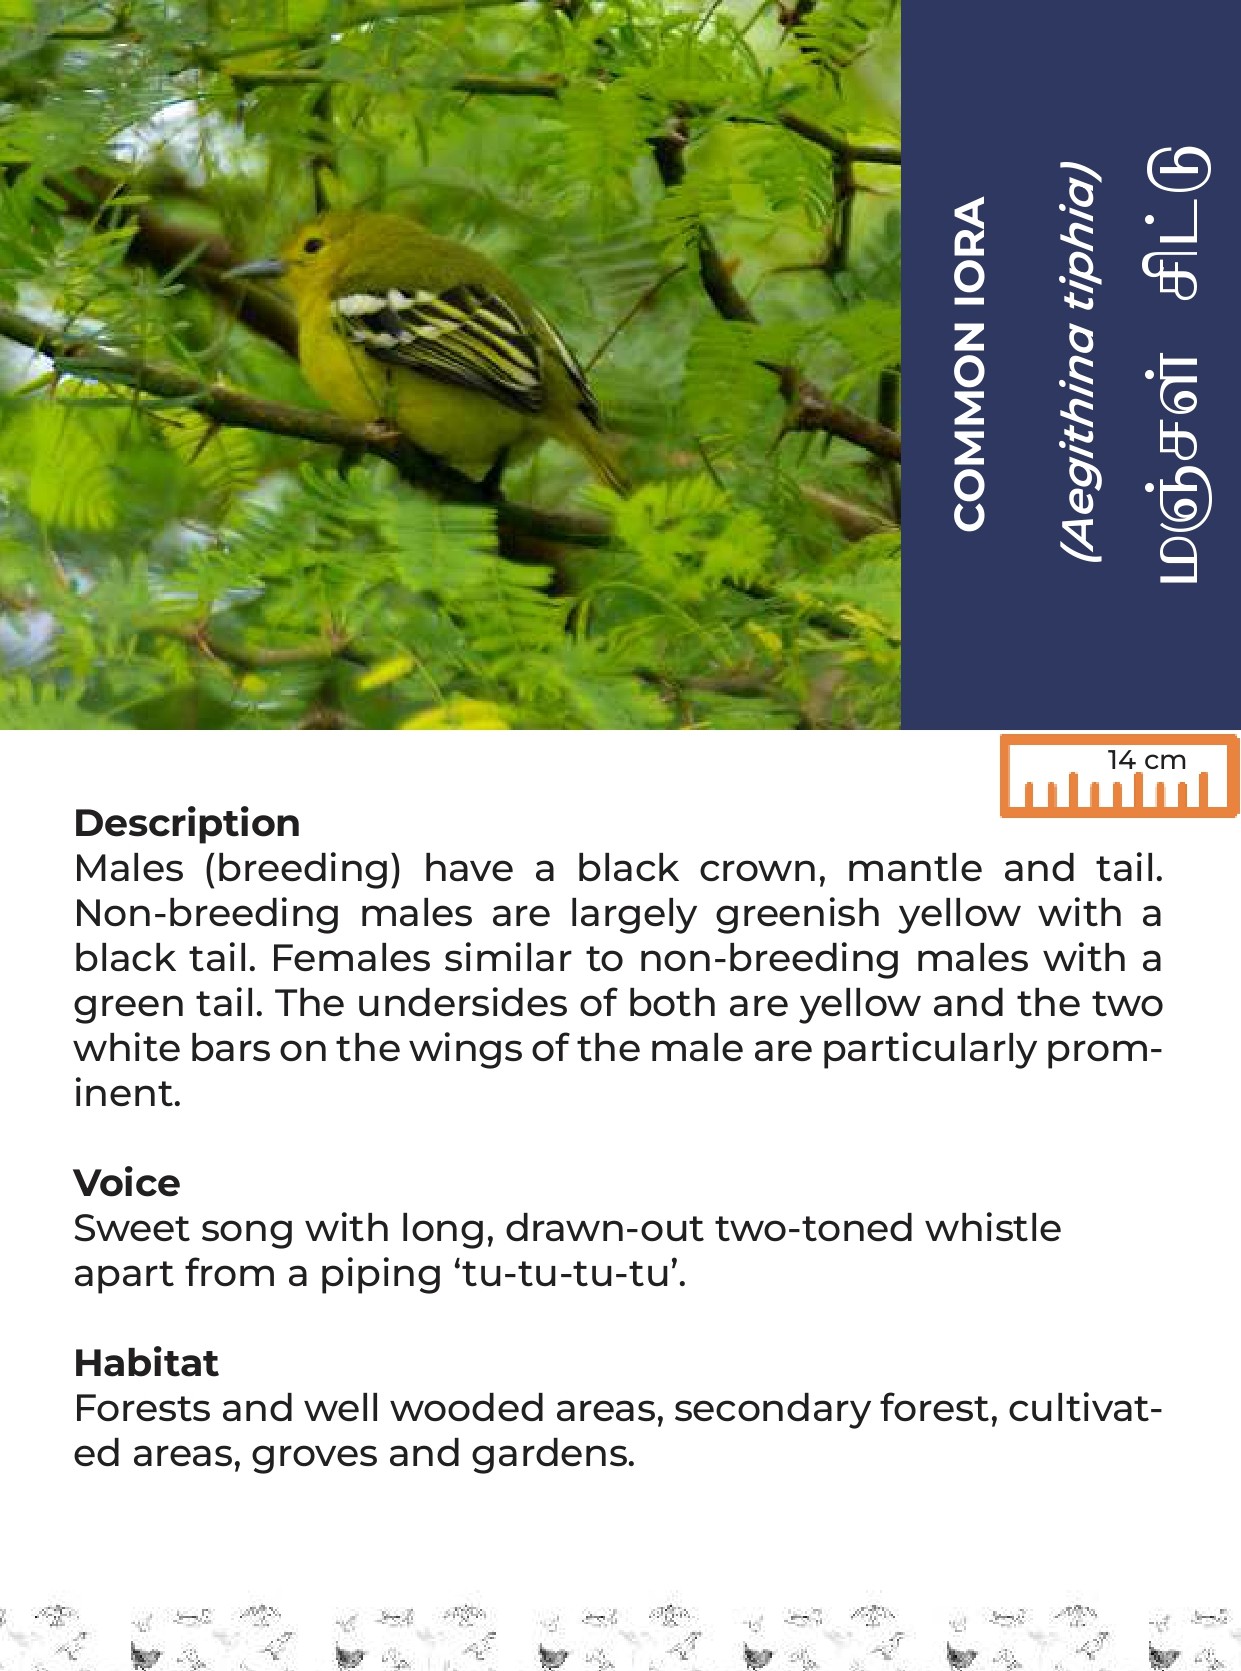 COMMON IORA
(Aegithina tiphia)
மஞ்சள் சிட்டு
14 cm
Description
Males (breeding) have a black crown, mantle and tail.
Non-breeding males are largely greenish yellow with a
black tail. Females similar to non-breeding males with a
green tail. The undersides of both are yellow and the two
white bars on the wings of the male are particularly prom-
inent.
Voice
Sweet song with long, drawn-out two-toned whistle
apart from a piping ‘tu-tu-tu-tu’.
Habitat
Forests and well wooded areas, secondary forest, cultivat-
ed areas, groves and gardens.